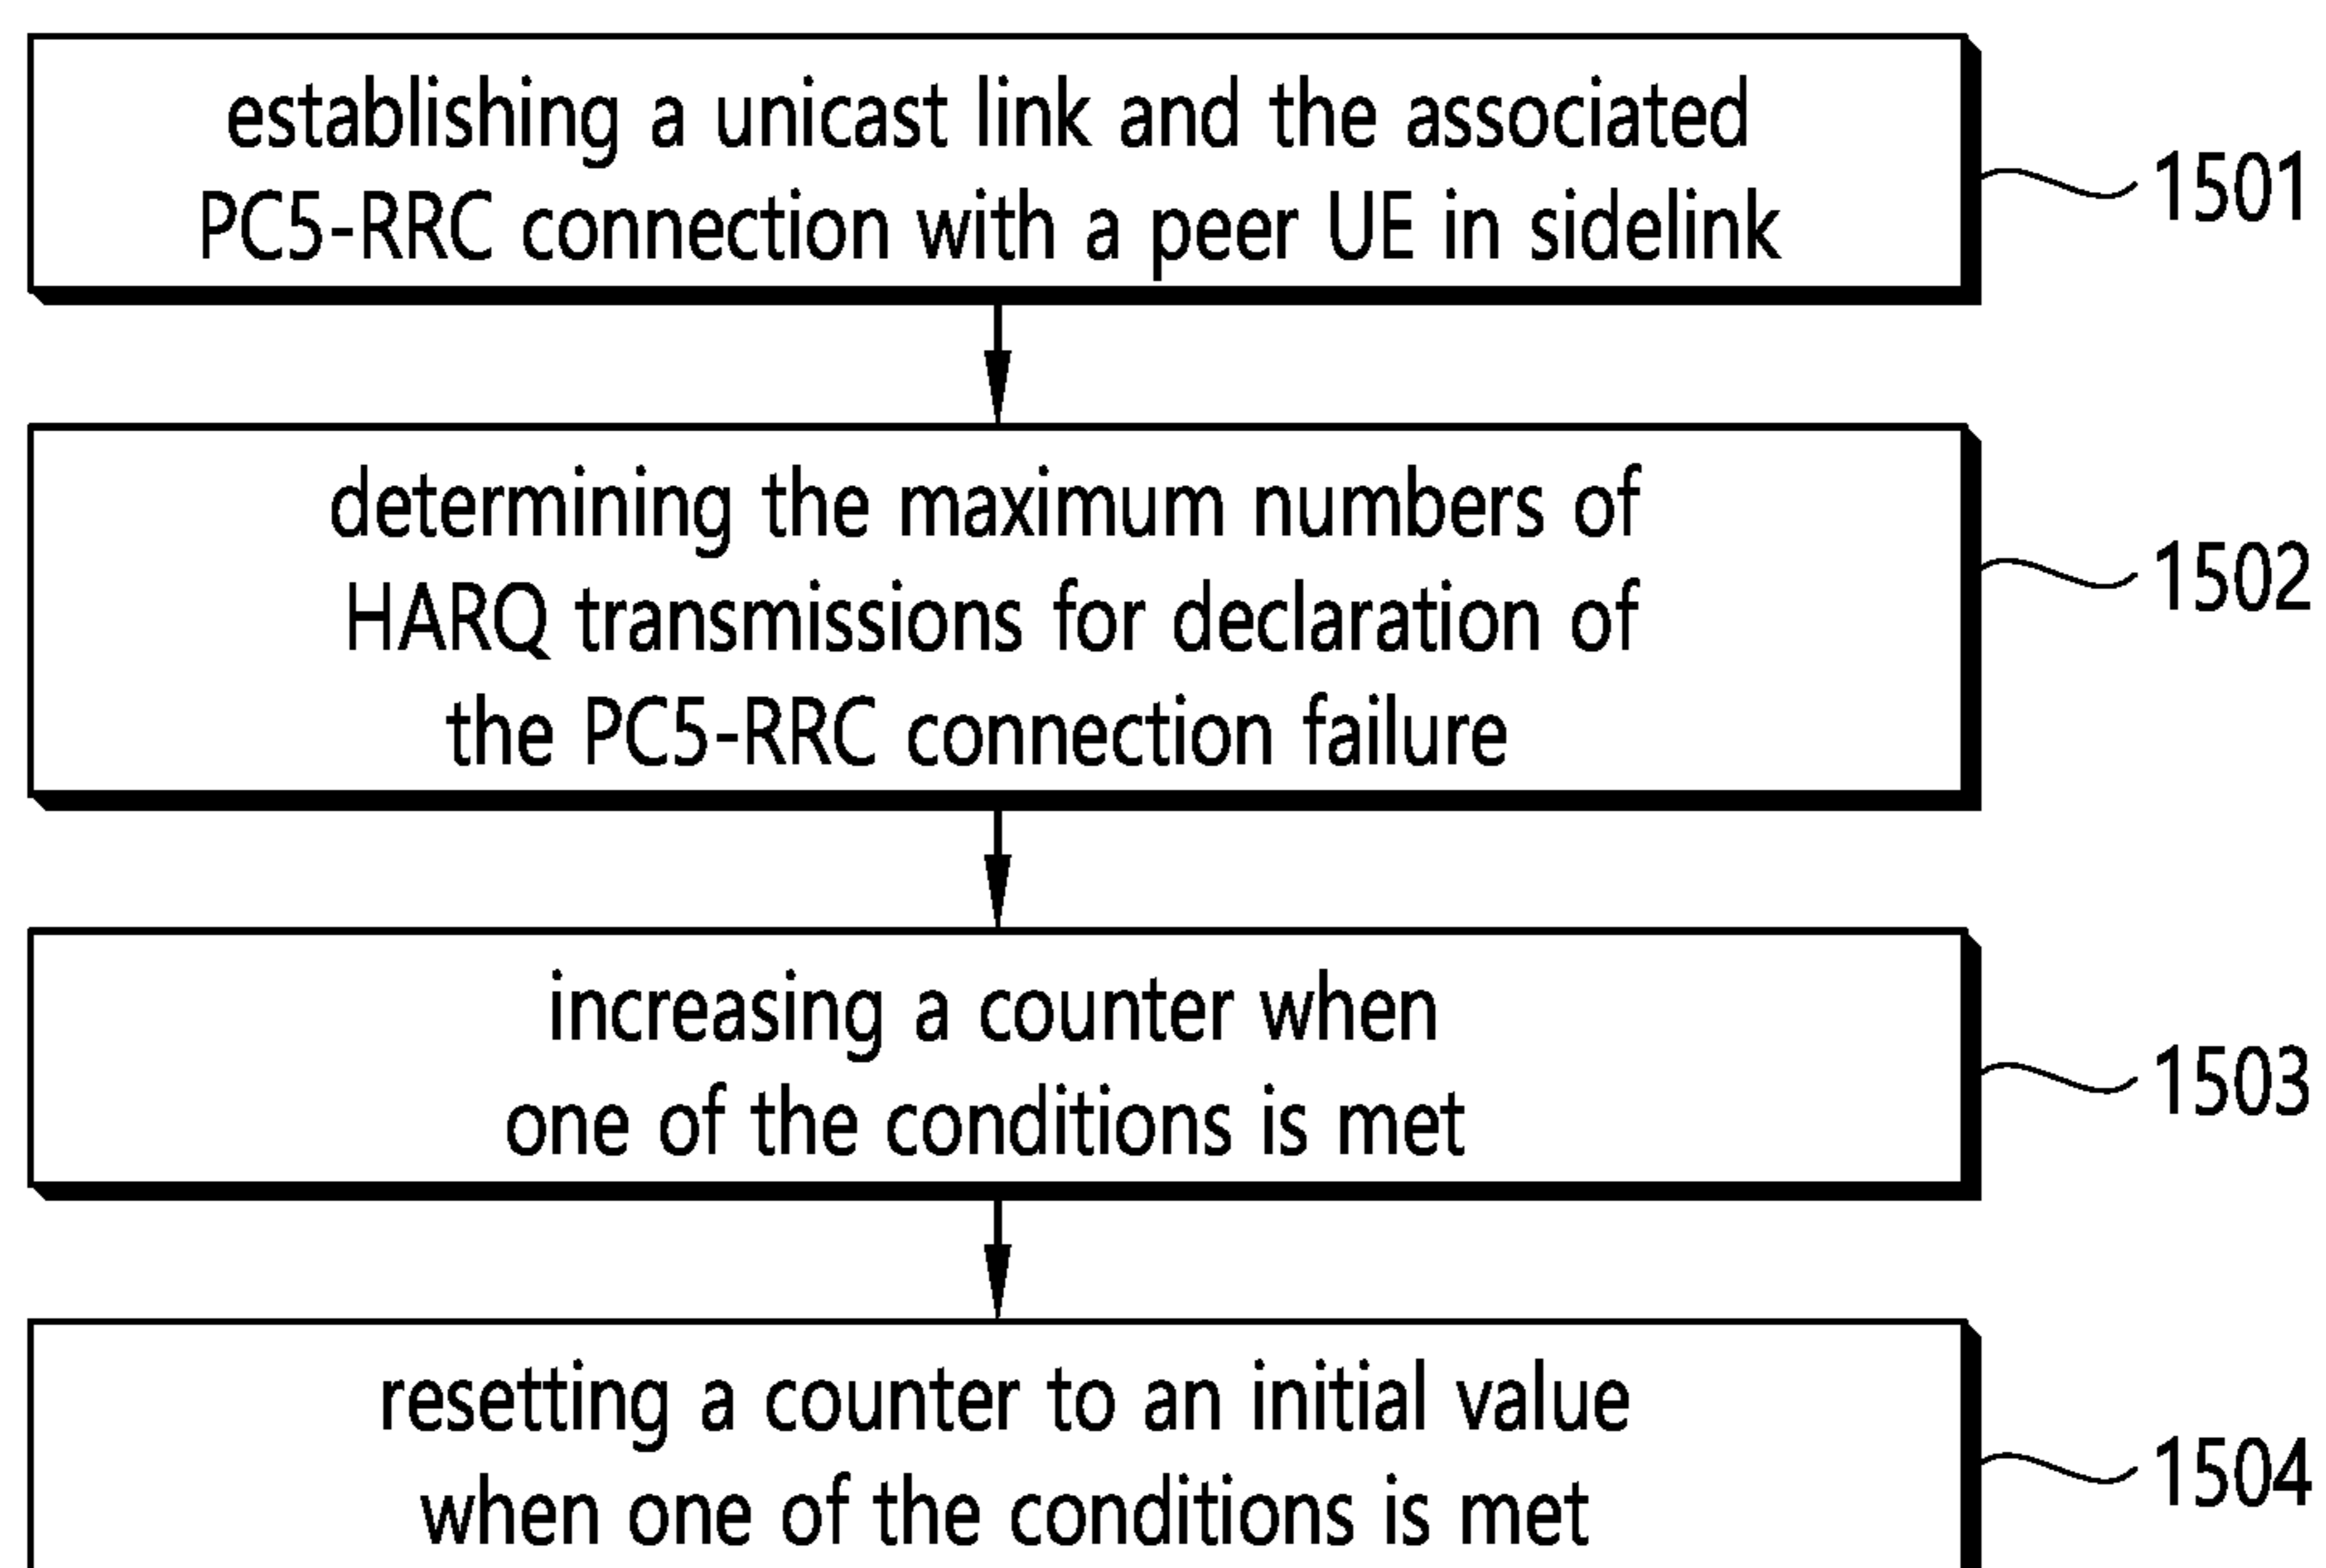 establishing a unicast link and the associated
PC5-RRC connection with a peer UE in sidelink
1501
determining the maximum numbers of
HARQ transmissions for declaration of
the PC5-RRC connection failure
1502
increasing a counter when
one of the conditions is met
1503
resetting a counter to an initial value
when one of the conditions is met
1504